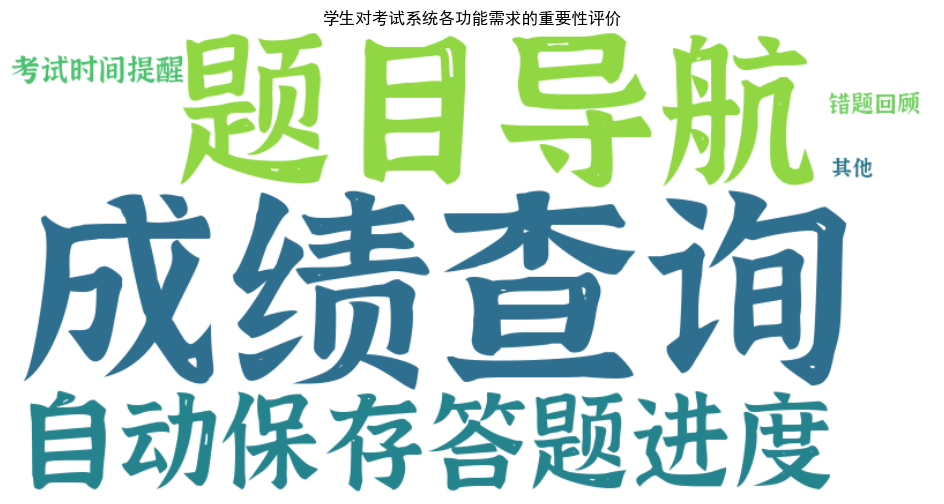 学生对考试系统各功能需求的重要性评价
考试时间提醒
题目导航
错题回顾
其他
成绩查询
自动保存答题进度